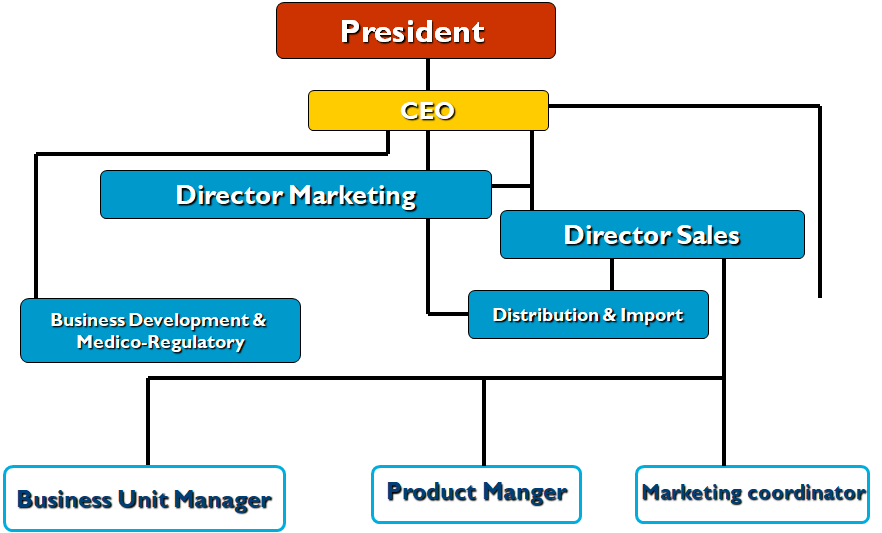 President
CEO
Director Marketing
Director Sales
Business Development &
Medico-Regulatory
Distribution & Import
Business Unit Manager
Product Manger
Marketing coordinator